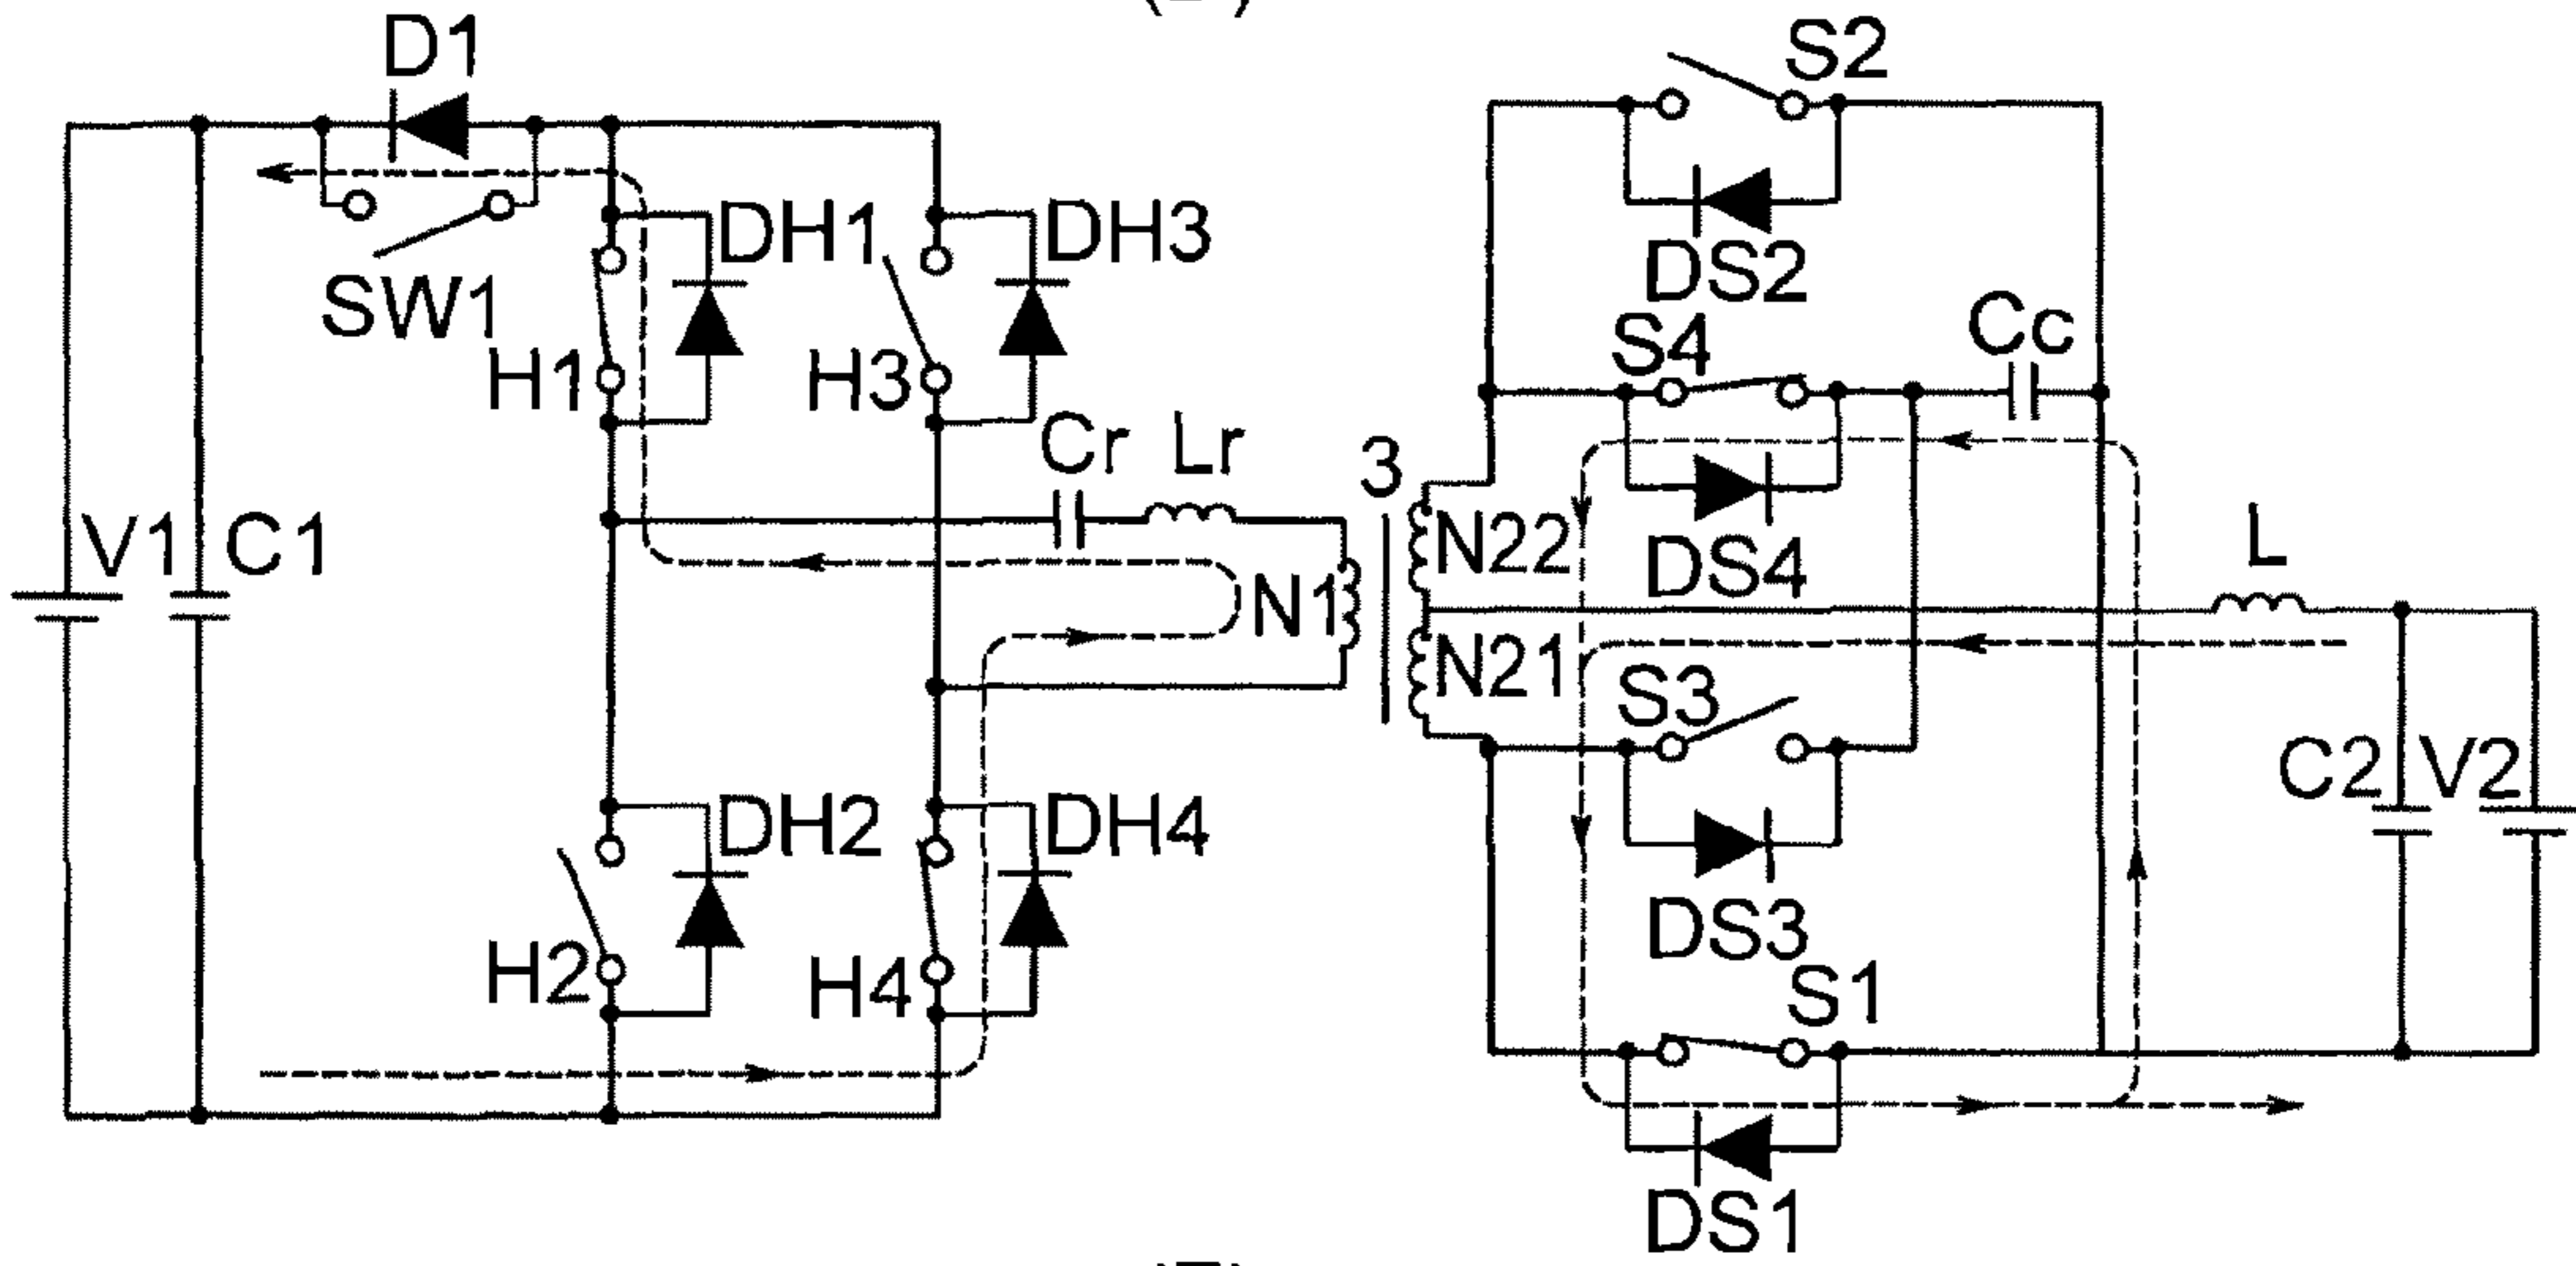 D1
S2
DH1
DH3
SW1
DS2
H1
H3
S4
Cc
Cr
Lr
3
V1
C1
N22
DS4
L
N1
N21
S3
C2
V2
DH2
DH4
DS3
H2
H4
S1
DS1